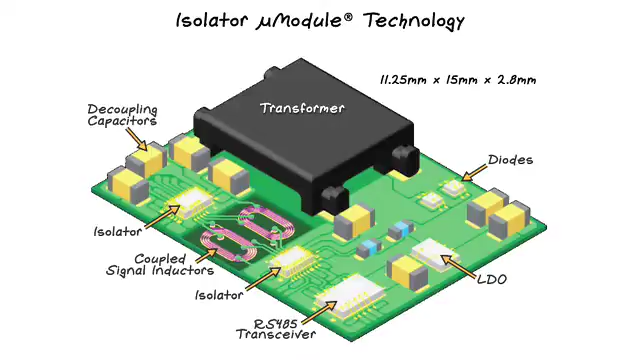 Isolator µModule® Technology
11.25mm x 15mm x 2.8mm
Transformer
Decoupling
Capacitors
Diodes
Isolator
Coupled
Signal Inductors
Isolator
LDO
RS485
Transceiver